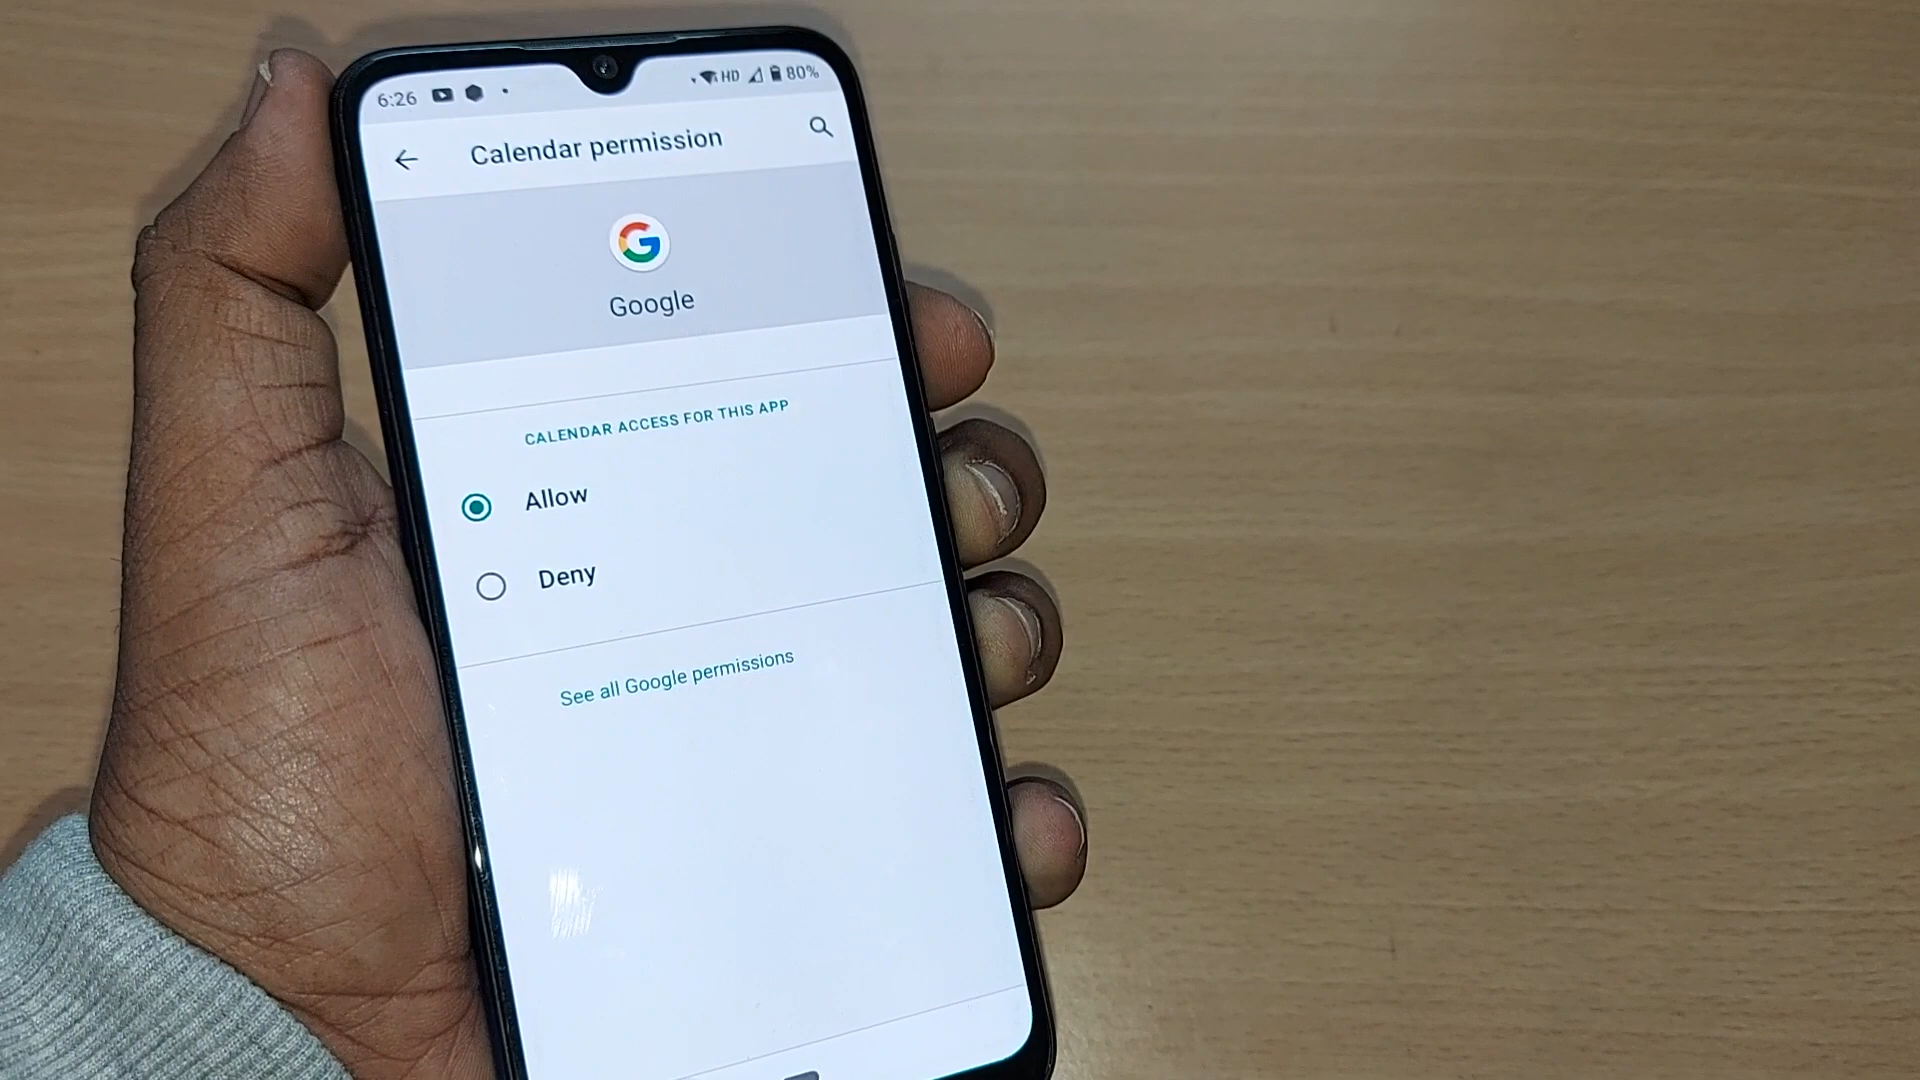 6:26 HD 80%
Calendar permission
Google
CALENDAR ACCESS FOR THIS APP
Allow
Deny
See all Google permissions